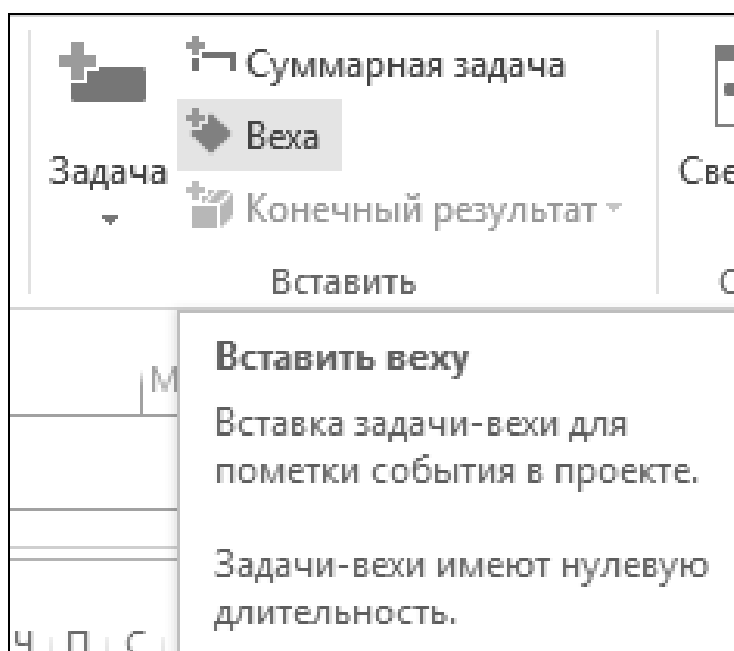 Суммарная задача
Веха
Задача
Све
Конечный результат
Вставить
С
М
Вставить веху
Вставка задачи-вехи для
пометки события в проекте.
Задачи-вехи имеют нулевую
длительность.
Ч П С